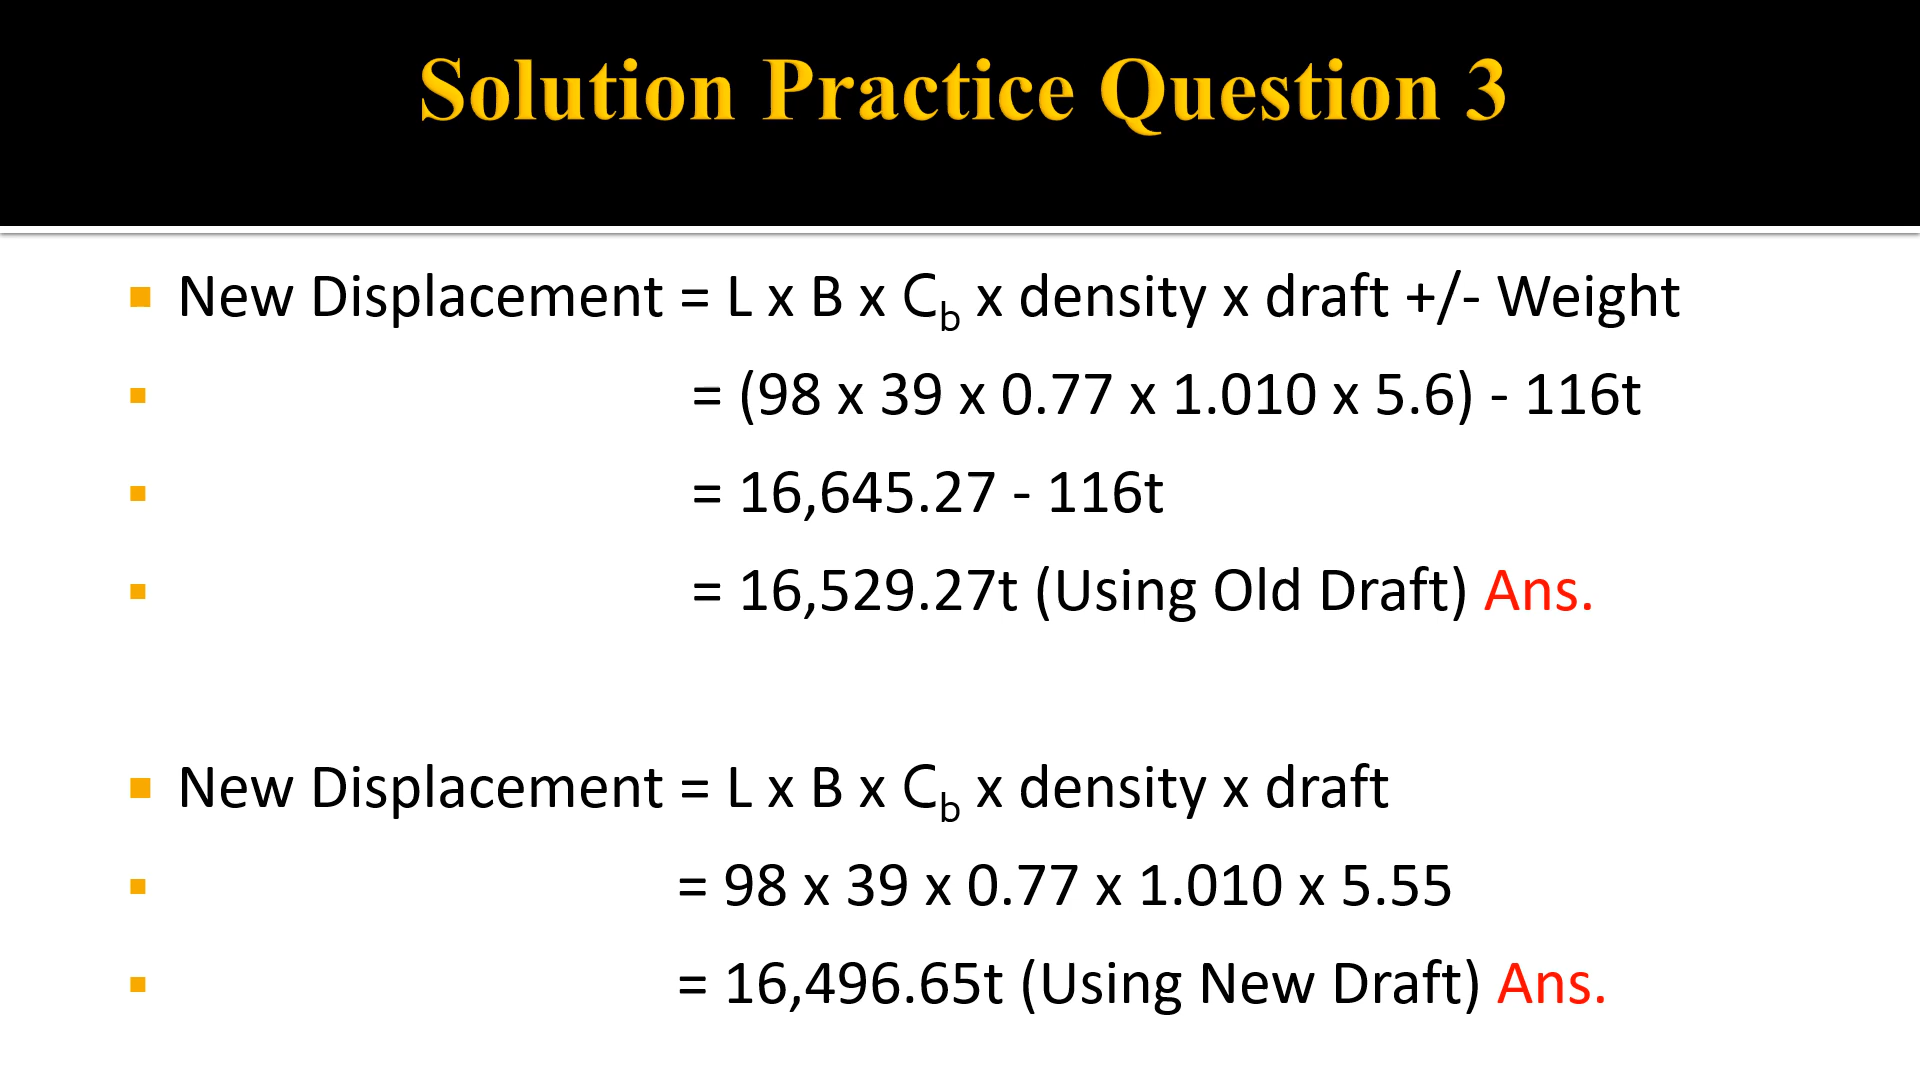 Solution Practice Question 3
New Displacement = L x B x C_b x density x draft +/- Weight
= (98 x 39 x 0.77 x 1.010 x 5.6) - 116t
= 16,645.27 - 116t
= 16,529.27t (Using Old Draft) Ans.
New Displacement = L x B x C_b x density x draft
= 98 x 39 x 0.77 x 1.010 x 5.55
= 16,496.65t (Using New Draft) Ans.